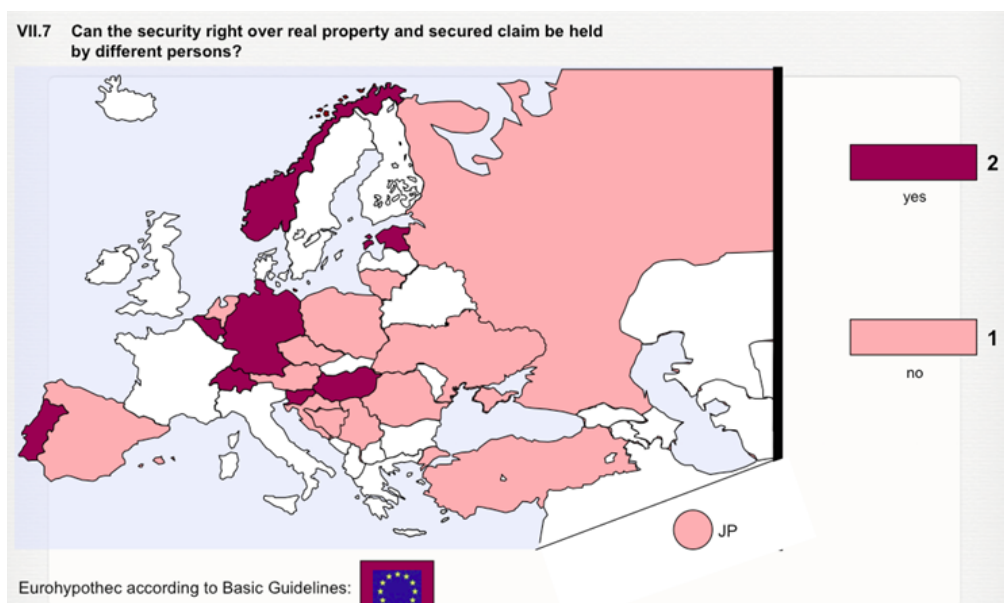 VII.7 Can the security right over real property and secured claim be held
by different persons?
2
yes
1
no
JP
Eurohypothec according to Basic Guidelines: